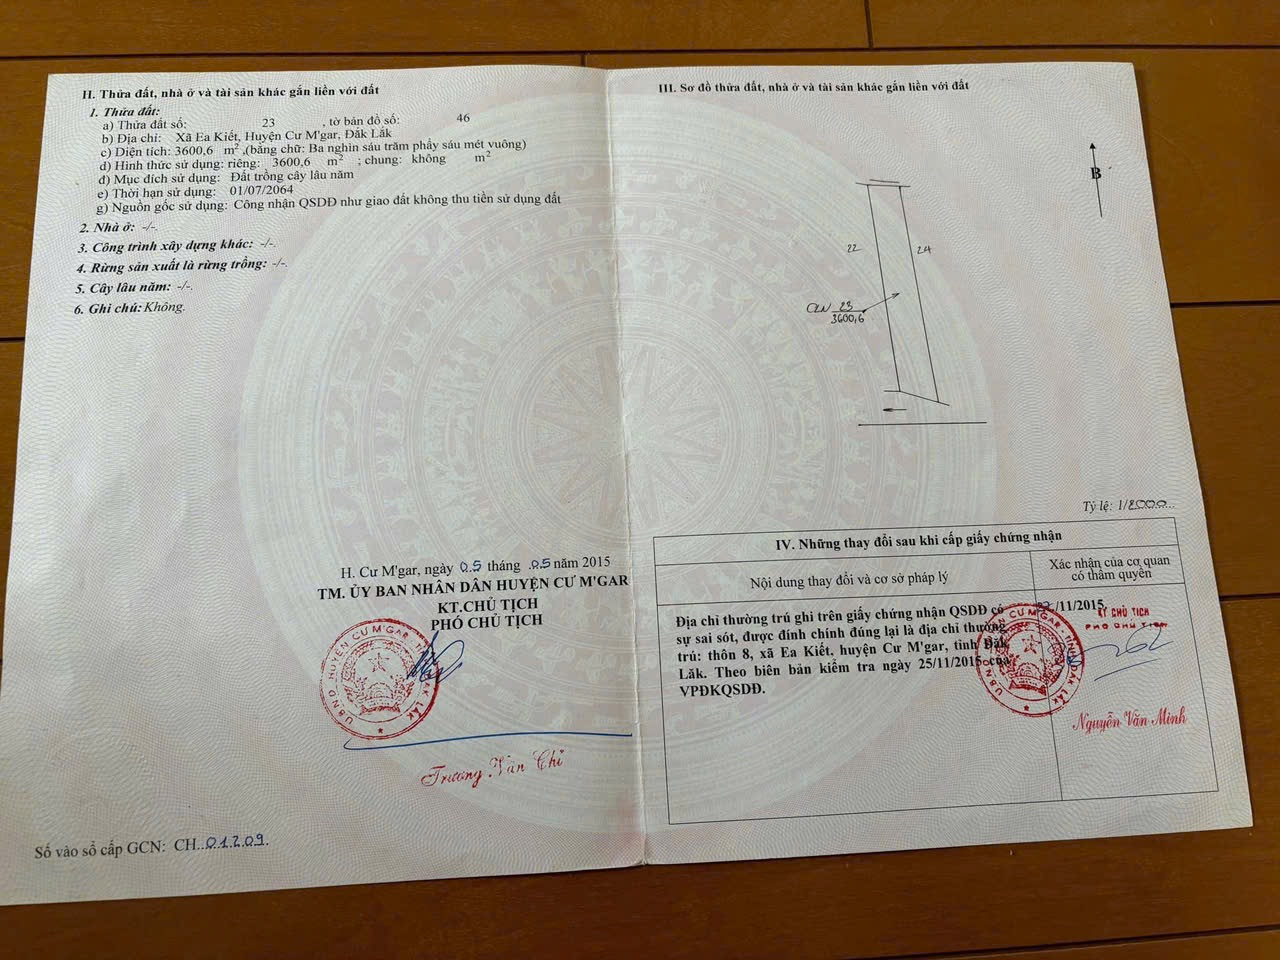 II. Thửa đất, nhà ở và tài sản khác gắn liền với đất
1. Thửa đất:
a) Thửa đất số: 23 , tờ bản đồ số: 46
b) Địa chỉ: Xã Ea Kiết, Huyện Cư M'gar, Đắk Lắk
c) Diện tích: 3600,6 m² ,(bằng chữ: Ba nghìn sáu trăm phẩy sáu mét vuông)
d) Hình thức sử dụng: riêng: 3600,6 m² ; chung: không m²
đ) Mục đích sử dụng: Đất trồng cây lâu năm
e) Thời hạn sử dụng: 01/07/2064
g) Nguồn gốc sử dụng: Công nhận QSDĐ như giao đất không thu tiền sử dụng đất
2. Nhà ở: -/-.
3. Công trình xây dựng khác: -/-.
4. Rừng sản xuất là rừng trồng: -/-.
5. Cây lâu năm: -/-.
6. Ghi chú: Không.
H. Cư M'gar, ngày 05 tháng .05 năm 2015
TM. ỦY BAN NHÂN DÂN HUYỆN CƯ M'GAR
KT.CHỦ TỊCH
PHÓ CHỦ TỊCH
U.B.N.D HUYỆN CƯ M'GAR T. ĐẮK LẮK
Trương Văn Chỉ
Số vào sổ cấp GCN: CH..01209.
III. Sơ đồ thửa đất, nhà ở và tài sản khác gắn liền với đất
B
22
24
CLN 23
3600,6
Tỷ lệ: 1/2000...
IV. Những thay đổi sau khi cấp giấy chứng nhận
Nội dung thay đổi và cơ sở pháp lý
Xác nhận của cơ quan
có thẩm quyền
Địa chỉ thường trú ghi trên giấy chứng nhận QSDĐ có
sự sai sót, được đính chính đúng lại là địa chỉ thường
trú: thôn 8, xã Ea Kiết, huyện Cư M'gar, tỉnh Đắk
Lắk. Theo biên bản kiểm tra ngày 25/11/2015 của
VPĐKQSDĐ.
/11/2015
KT CHỦ TỊCH
PHÓ CHỦ TỊCH
Nguyễn Văn Minh